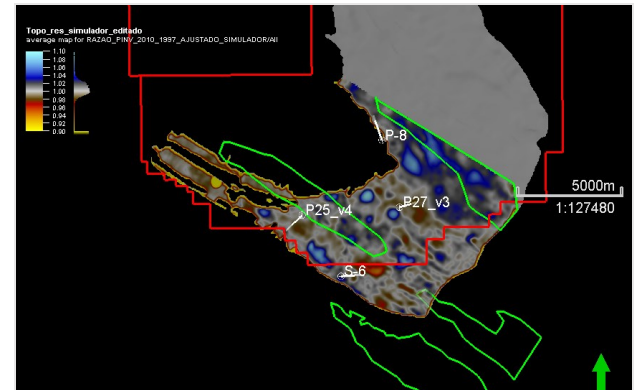 Topo_res_simulador_editado
average map for RAZAO_PINV_2010_1997_AJUSTADO_SIMULADOR/All
1.10
1.08
1.06
1.04
1.02
1.00
0.98
0.96
0.94
0.92
0.90
P-8
P25_v4
P27_v3
S-6
5000m
1:127480